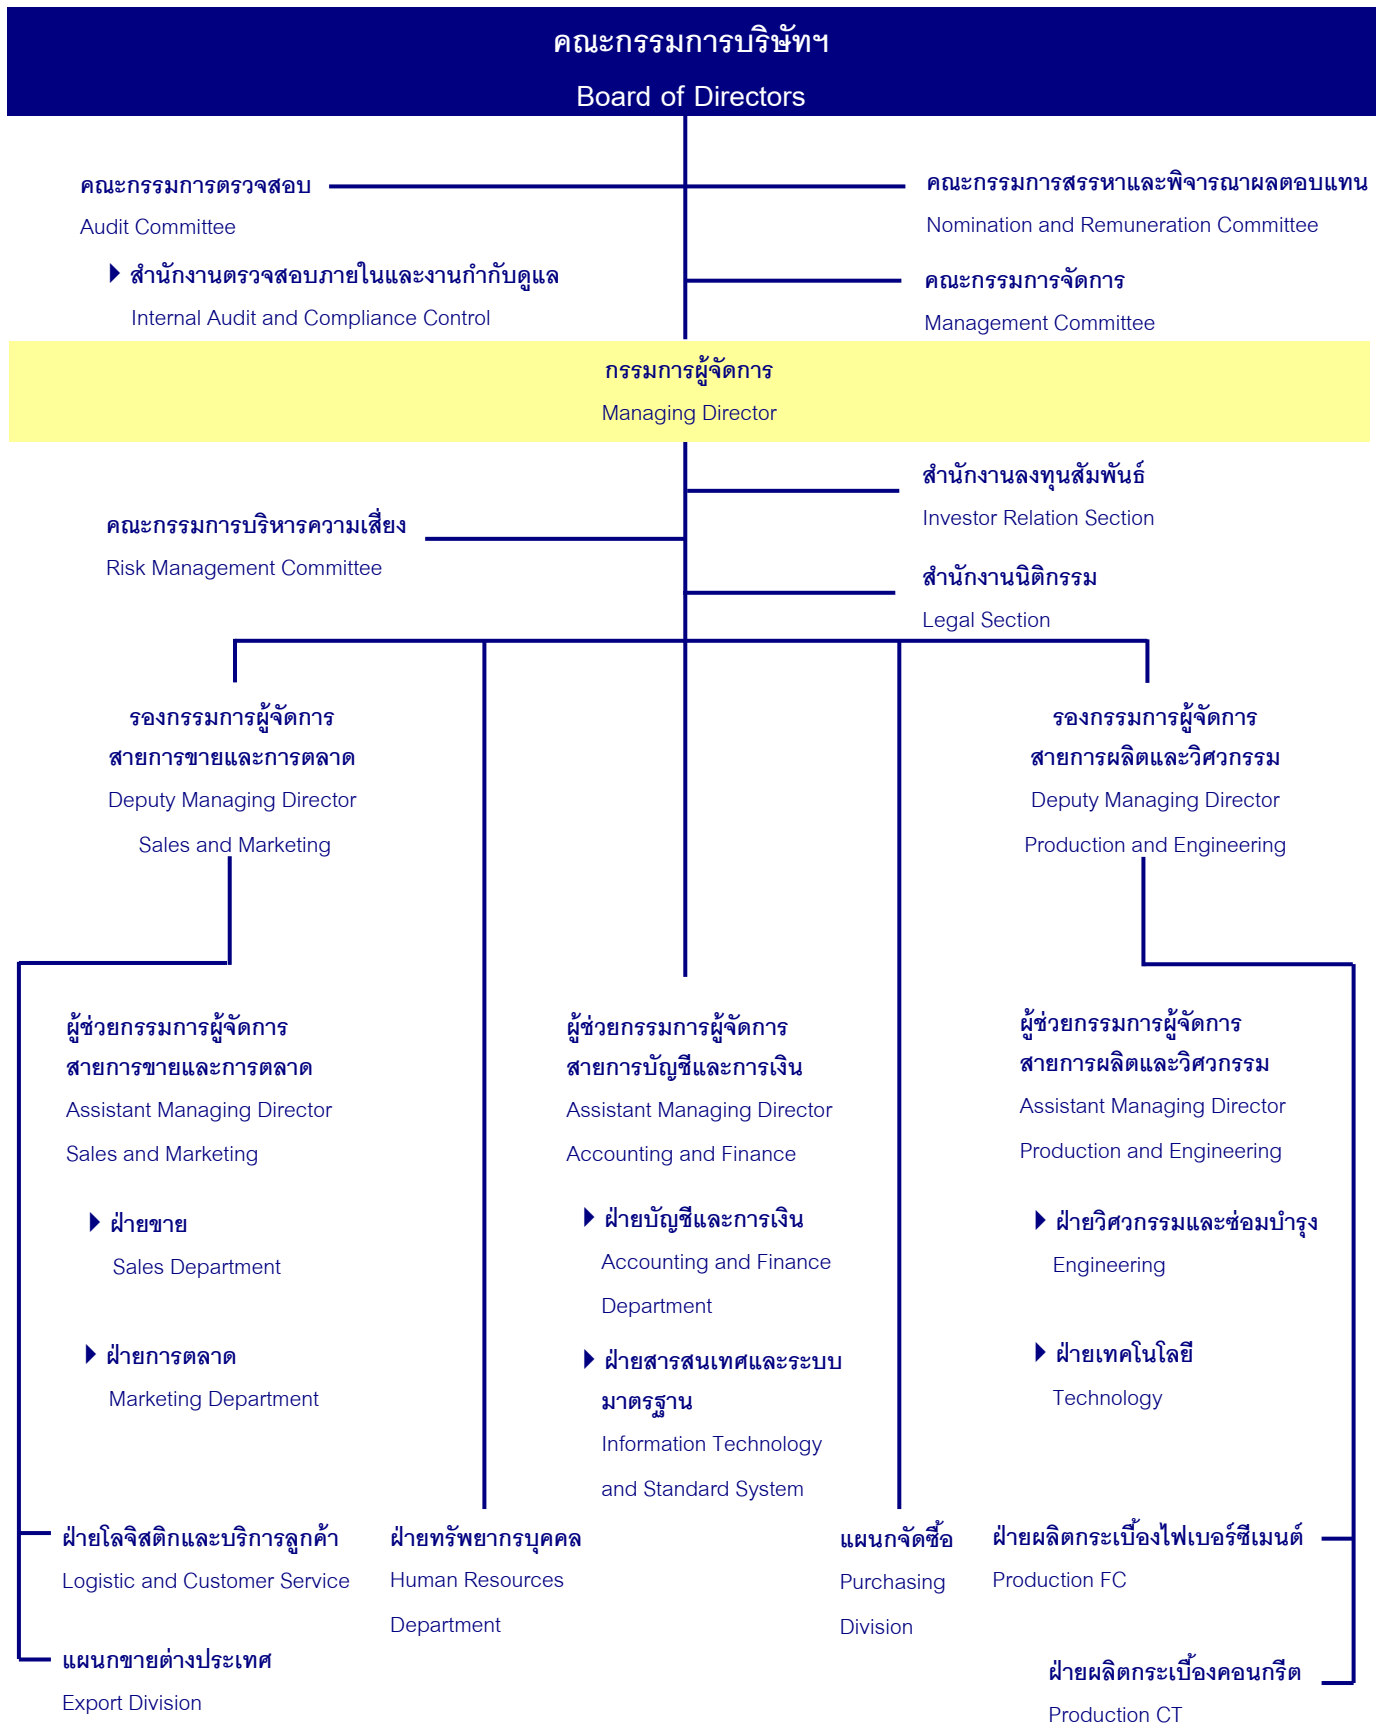 คณะกรรมการบริษัทฯ
Board of Directors
คณะกรรมการตรวจสอบ
Audit Committee
สำนักงานตรวจสอบภายในและงานกำกับดูแล
Internal Audit and Compliance Control
คณะกรรมการสรรหาและพิจารณาผลตอบแทน
Nomination and Remuneration Committee
คณะกรรมการจัดการ
Management Committee
กรรมการผู้จัดการ
Managing Director
สำนักงานลงทุนสัมพันธ์
Investor Relation Section
คณะกรรมการบริหารความเสี่ยง
Risk Management Committee
สำนักงานนิติกรรม
Legal Section
รองกรรมการผู้จัดการ
สายการขายและการตลาด
Deputy Managing Director
Sales and Marketing
รองกรรมการผู้จัดการ
สายการผลิตและวิศวกรรม
Deputy Managing Director
Production and Engineering
ผู้ช่วยกรรมการผู้จัดการ
สายการขายและการตลาด
Assistant Managing Director
Sales and Marketing
ฝ่ายขาย
Sales Department
ฝ่ายการตลาด
Marketing Department
ผู้ช่วยกรรมการผู้จัดการ
สายการบัญชีและการเงิน
Assistant Managing Director
Accounting and Finance
ฝ่ายบัญชีและการเงิน
Accounting and Finance
Department
ฝ่ายสารสนเทศและระบบ
มาตรฐาน
Information Technology
and Standard System
ผู้ช่วยกรรมการผู้จัดการ
สายการผลิตและวิศวกรรม
Assistant Managing Director
Production and Engineering
ฝ่ายวิศวกรรมและซ่อมบำรุง
Engineering
ฝ่ายเทคโนโลยี
Technology
ฝ่ายโลจิสติกและบริการลูกค้า
Logistic and Customer Service
แผนกขายต่างประเทศ
Export Division
ฝ่ายทรัพยากรบุคคล
Human Resources
Department
แผนกจัดซื้อ
Purchasing
Division
ฝ่ายผลิตกระเบื้องไฟเบอร์ซีเมนต์
Production FC
ฝ่ายผลิตกระเบื้องคอนกรีต
Production CT